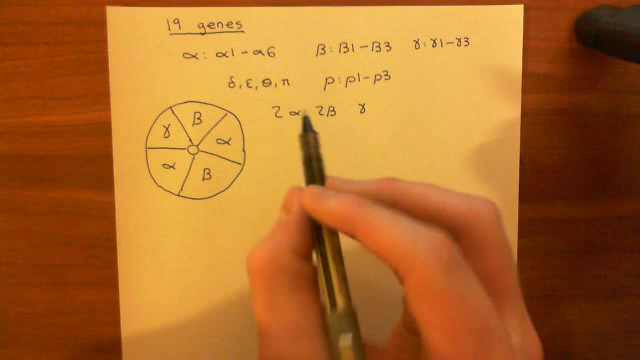 19 genes
α: α1-α6 β: β1-β3 γ: γ1-γ3
δ, ε, θ, π ρ: ρ1-ρ3
2α 2β γ
β
γ α
α β